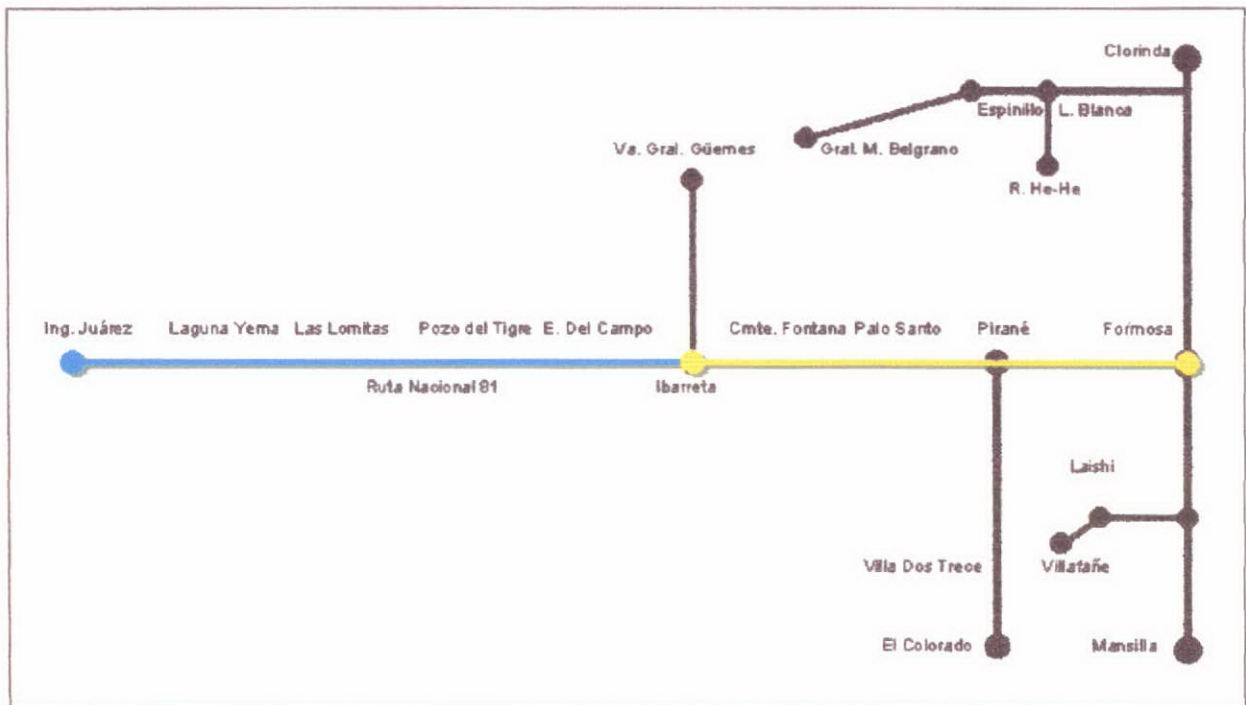 Clorinda
Espinillo L. Blanca
Va. Gral. Güemes
Gral. M. Belgrano
R. He-He
Ing. Juárez
Laguna Yema
Las Lomitas
Pozo del Tigre
E. Del Campo
Cmte. Fontana
Palo Santo
Pirané
Formosa
Ruta Nacional 81
Ibarreta
Laishi
Villa Dos Trece
Villafañe
El Colorado
Mansilla